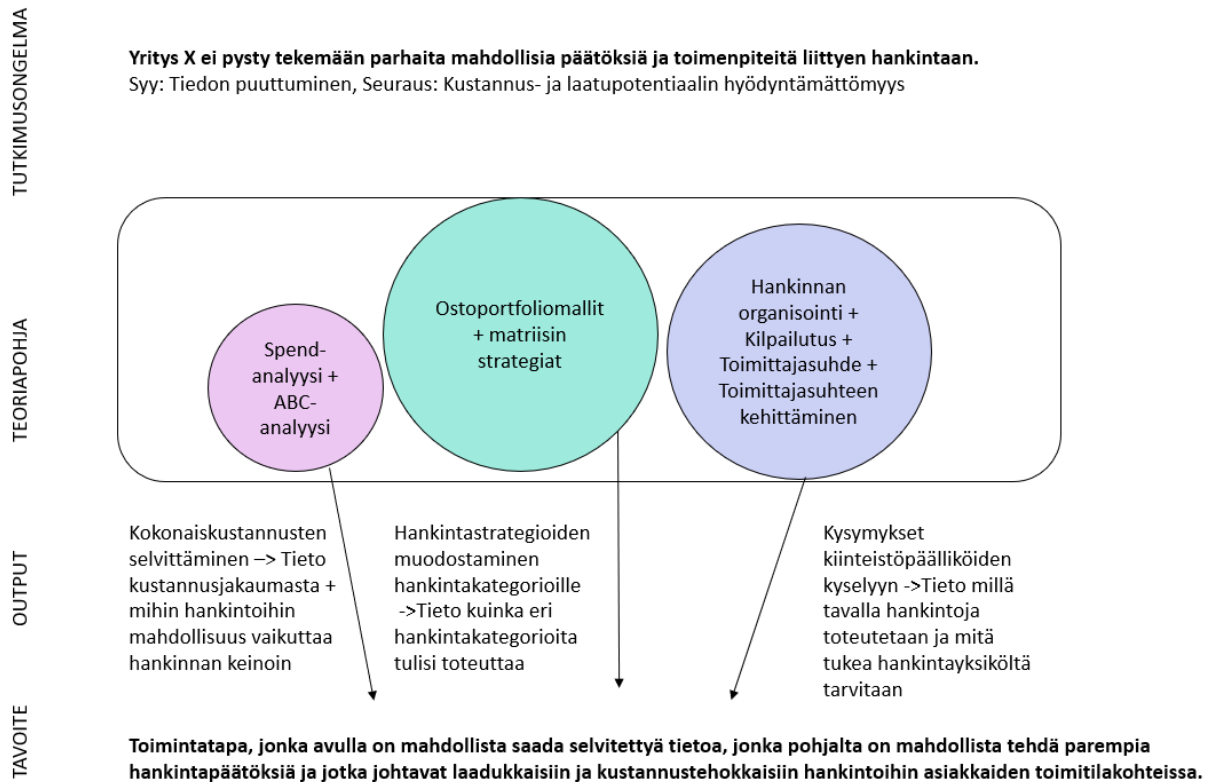 TUTKIMUSONGELMA
Yritys X ei pysty tekemään parhaita mahdollisia päätöksiä ja toimenpiteitä liittyen hankintaan.
Syy: Tiedon puuttuminen, Seuraus: Kustannus- ja laatupotentiaalin hyödyntämättömyys
TEORIAPOHJA
Spend-
analyysi +
ABC-
analyysi
Ostoportfoliomallit
+ matriisin
strategiat
Hankinnan
organisointi +
Kilpailutus +
Toimittajasuhde +
Toimittajasuhteen
kehittäminen
OUTPUT
Kokonaiskustannusten
selvittäminen –> Tieto
kustannusjakaumasta +
mihin hankintoihin
mahdollisuus vaikuttaa
hankinnan keinoin
Hankintastrategioiden
muodostaminen
hankintakategorioille
->Tieto kuinka eri
hankintakategorioita
tulisi toteuttaa
Kysymykset
kiinteistöpäälliköiden
kyselyyn ->Tieto millä
tavalla hankintoja
toteutetaan ja mitä
tukea hankintayksiköltä
tarvitaan
TAVOITE
Toimintatapa, jonka avulla on mahdollista saada selvitettyä tietoa, jonka pohjalta on mahdollista tehdä parempia
hankintapäätöksiä ja jotka johtavat laadukkaisiin ja kustannustehokkaisiin hankintoihin asiakkaiden toimitilakohteissa.